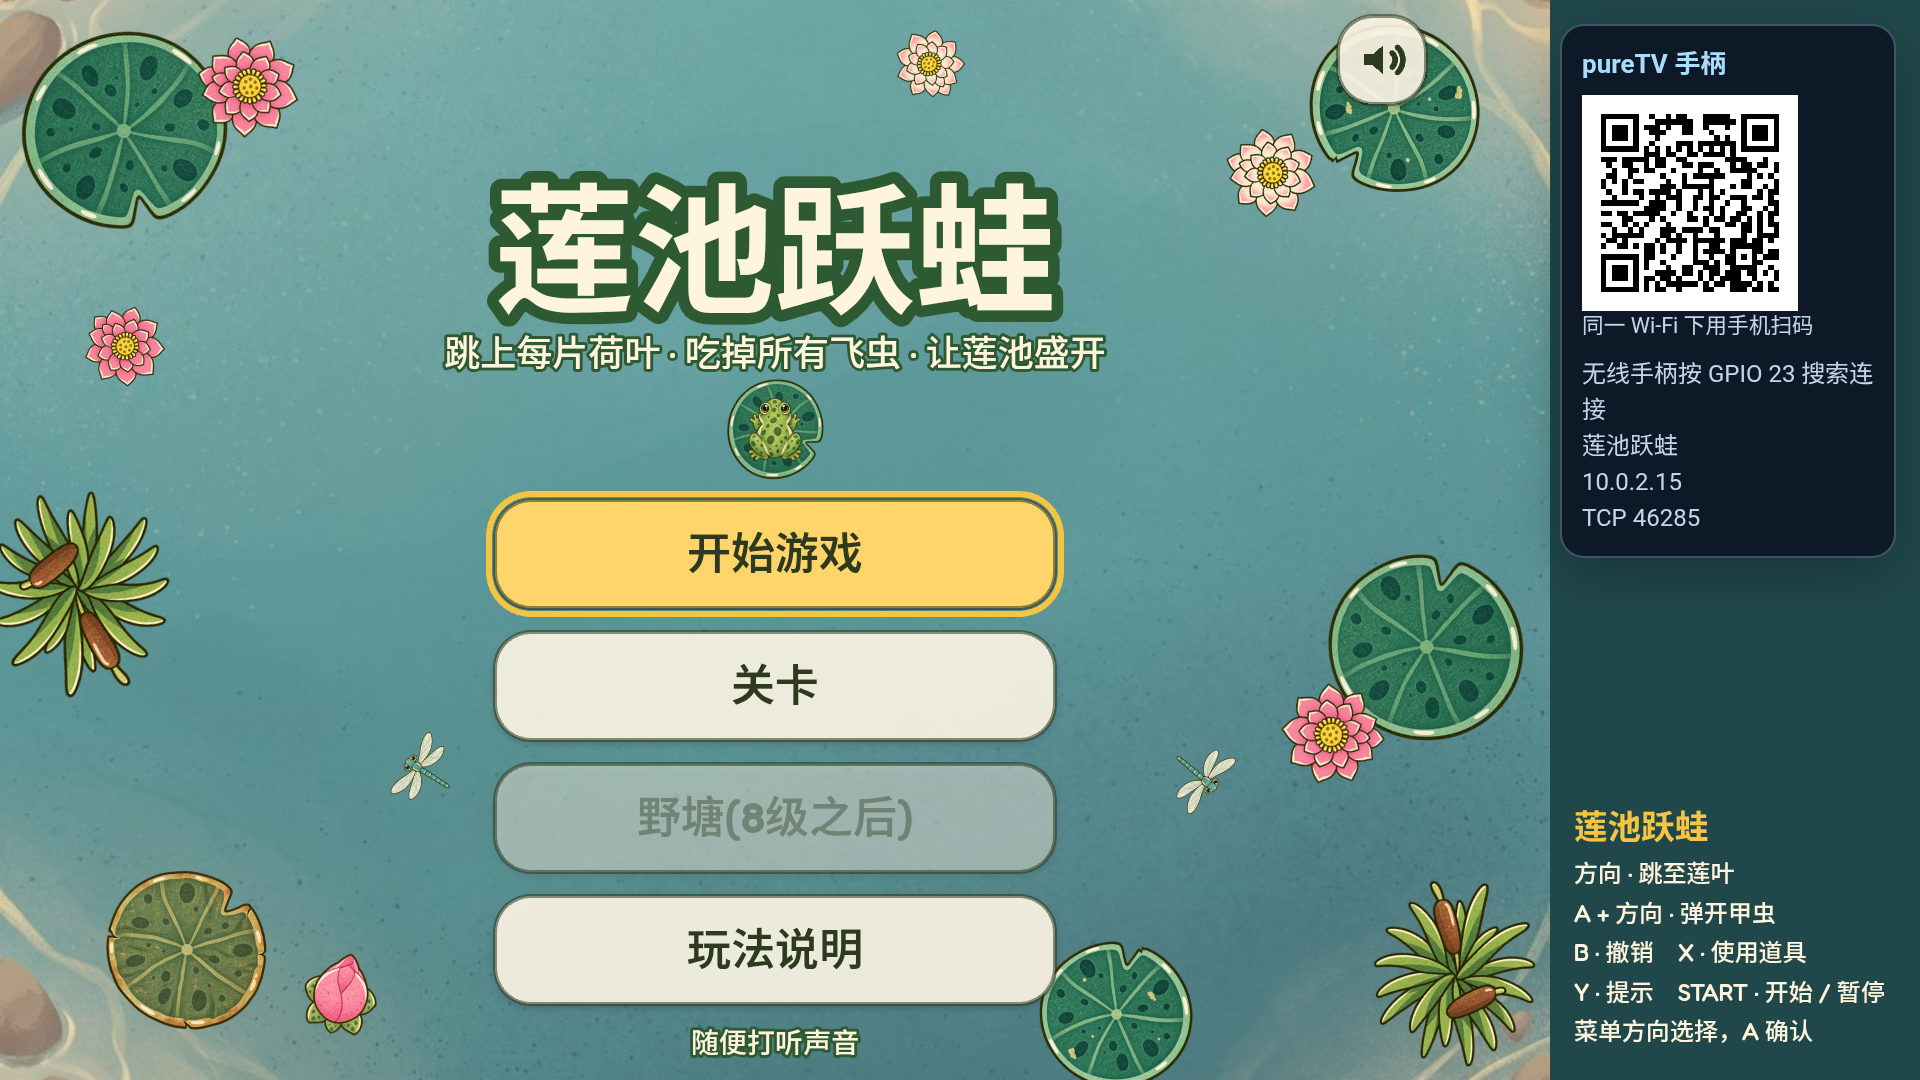 莲池跃蛙
跳上每片荷叶 · 吃掉所有飞虫 · 让莲池盛开
开始游戏
关卡
野塘(8级之后)
玩法说明
随便打听声音
pureTV 手柄
同一 Wi-Fi 下用手机扫码
无线手柄按 GPIO 23 搜索连
接
莲池跃蛙
10.0.2.15
TCP 46285
莲池跃蛙
方向 · 跳至莲叶
A + 方向 · 弹开甲虫
B · 撤销 X · 使用道具
Y · 提示 START · 开始 / 暂停
菜单方向选择，A 确认